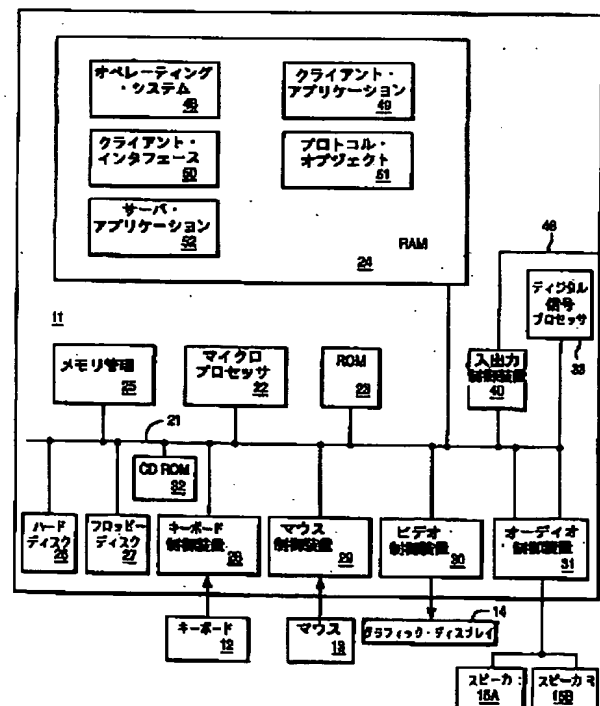 オペレーティング
・システム
48
クライアント・
アプリケーション
49
クライアント・
インタフェース
50
プロトコル・
オブジェクト
51
サーバ・
アプリケーション
52
RAM
24
46
ディジタル
信号
プロセッサ
33
11
メモリ管理
25
マイクロ
プロセッサ
22
ROM
23
入出力
制御装置
40
21
CD ROM
32
ハード
ディスク
26
フロッピー
ディスク
27
キーボード
制御装置
28
マウス
制御装置
29
ビデオ
制御装置
30
オーディオ
制御装置
31
キーボード
12
マウス
13
14
グラフィック・ディスプレイ
スピーカ
15A
スピーカ
15B